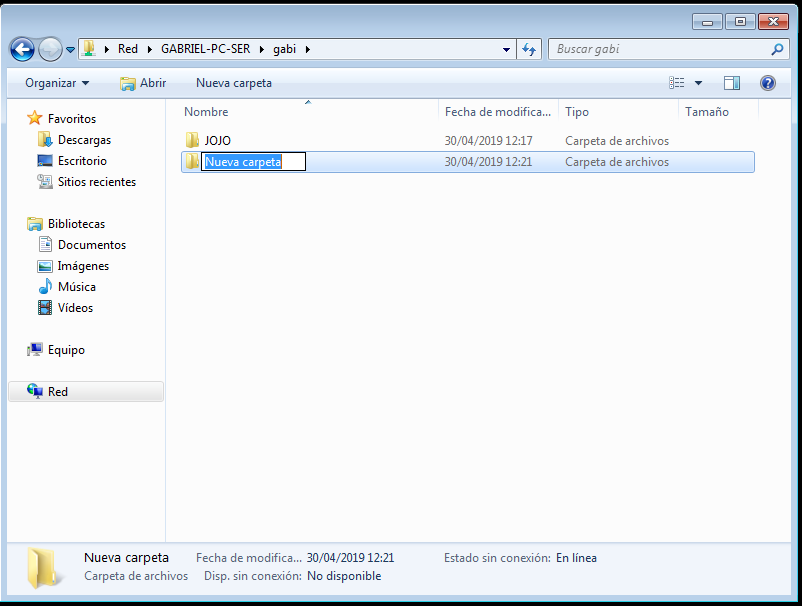 Red GABRIEL-PC-SER gabi
Buscar gabi
Organizar Abrir Nueva carpeta
Nombre Fecha de modifica... Tipo Tamaño
JOJO 30/04/2019 12:17 Carpeta de archivos
Nueva carpeta 30/04/2019 12:21 Carpeta de archivos
Favoritos
Descargas
Escritorio
Sitios recientes
Bibliotecas
Documentos
Imágenes
Música
Vídeos
Equipo
Red
Nueva carpeta Fecha de modifica... 30/04/2019 12:21 Estado sin conexión: En línea
Carpeta de archivos Disp. sin conexión: No disponible